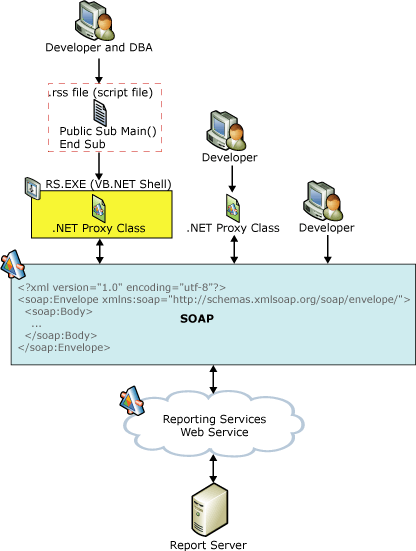 Developer and DBA
.rss file (script file)
Public Sub Main()
End Sub
Developer
RS.EXE (VB.NET Shell)
.NET Proxy Class
.NET Proxy Class
Developer
<?xml version="1.0" encoding="utf-8"?>
<soap:Envelope xmlns:soap="http://schemas.xmlsoap.org/soap/envelope/">
<soap:Body>
SOAP
...
</soap:Body>
</soap:Envelope>
Reporting Services
Web Service
Report Server